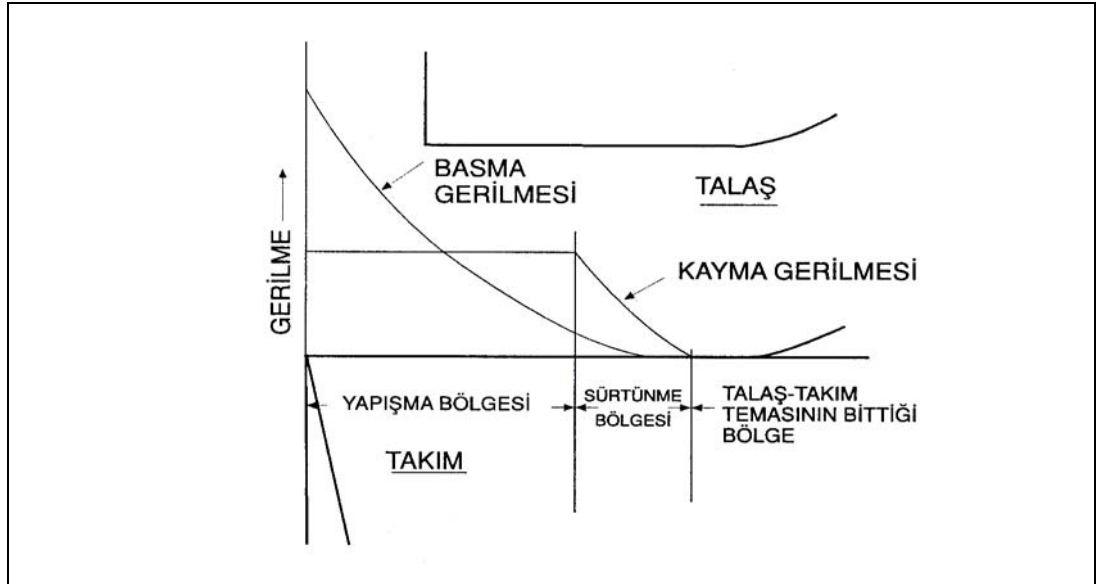 BASMA
GERİLMESİ
TALAŞ
GERİLME
KAYMA GERİLMESİ
YAPIŞMA BÖLGESİ
SÜRTÜNME
BÖLGESİ
TALAŞ-TAKIM
TEMASININ BİTTİĞİ
BÖLGE
TAKIM